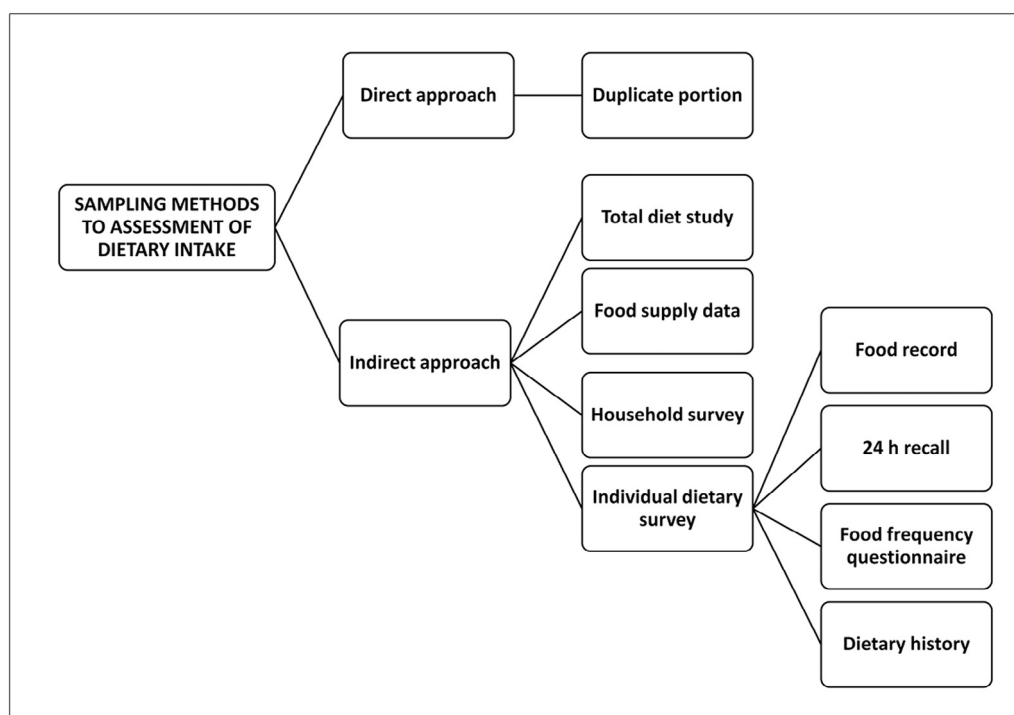 Direct approach
Duplicate portion
SAMPLING METHODS
TO ASSESSMENT OF
DIETARY INTAKE
Total diet study
Food supply data
Indirect approach
Household survey
Individual dietary
survey
Food record
24 h recall
Food frequency
questionnaire
Dietary history